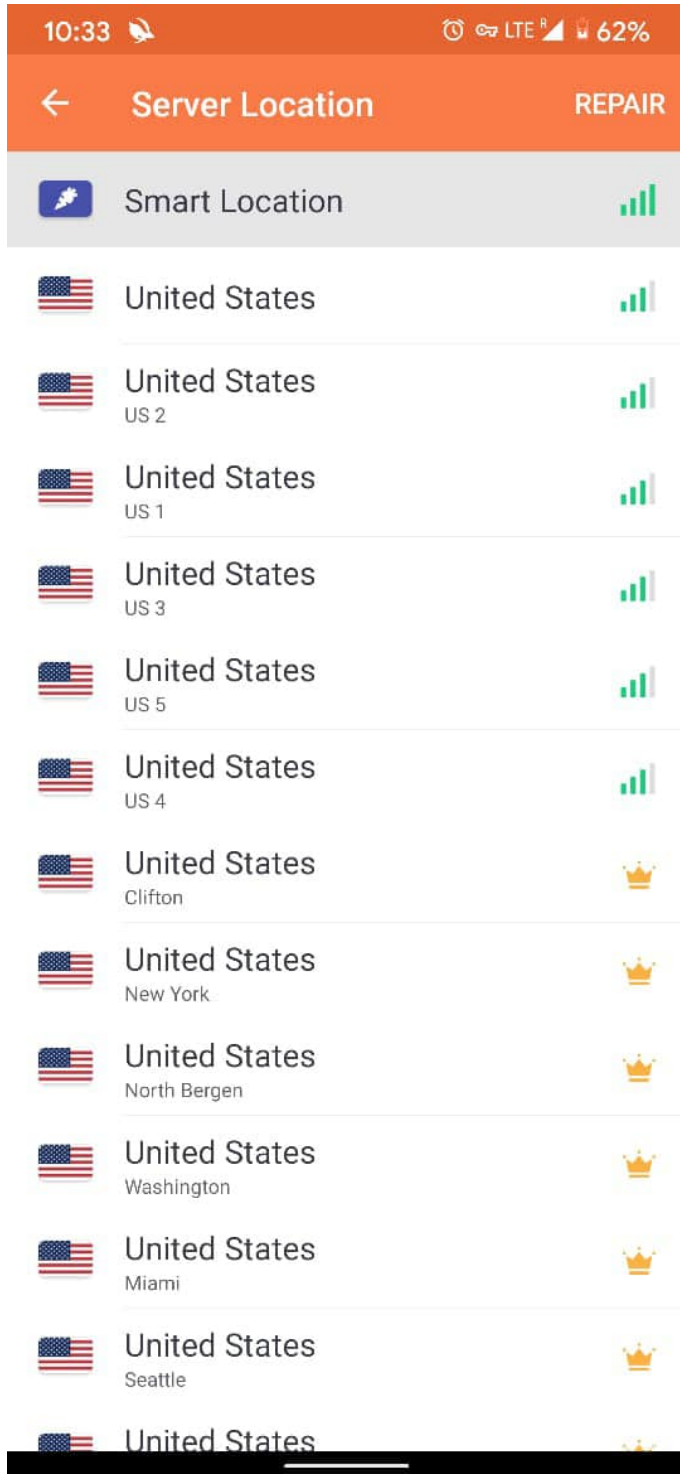 10:33
LTE R 62%
Server Location
REPAIR
Smart Location
United States
United States
US 2
United States
US 1
United States
US 3
United States
US 5
United States
US 4
United States
Clifton
United States
New York
United States
North Bergen
United States
Washington
United States
Miami
United States
Seattle
United States